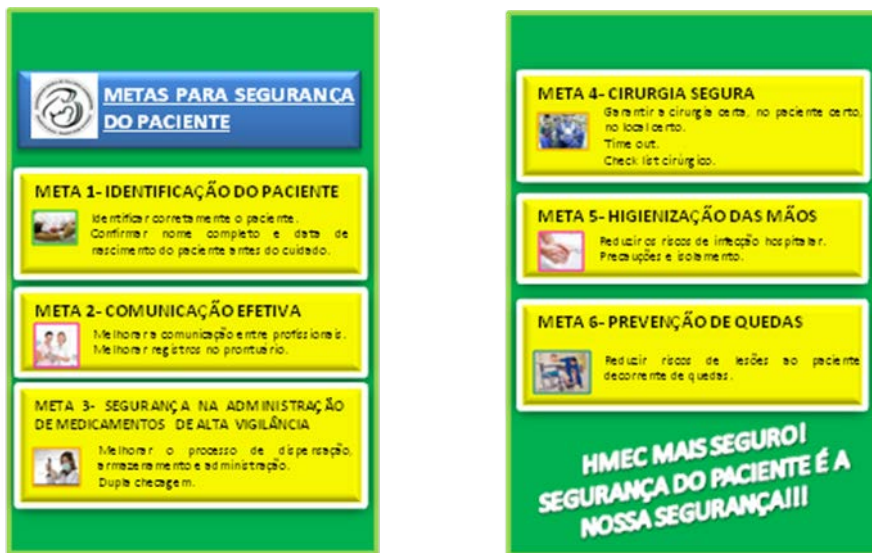 METAS PARA SEGURANÇA
DO PACIENTE
META 1- IDENTIFICAÇÃO DO PACIENTE
Identificar corretamente o paciente.
Confirmar nome completo e data de
nascimento do paciente antes do cuidado.
META 2- COMUNICAÇÃO EFETIVA
Melhorar a comunicação entre profissionais.
Melhorar registros no prontuário.
META 3- SEGURANÇA NA ADMINISTRAÇÃO
DE MEDICAMENTOS DE ALTA VIGILÂNCIA
Melhorar o processo de dispensação,
armazenamento e administração.
Dupla checagem.
META 4- CIRURGIA SEGURA
Garantir a cirurgia certa, no paciente certo,
no local certo.
Time out.
Check list cirúrgico.
META 5- HIGIENIZAÇÃO DAS MÃOS
Reduzir os riscos de infecção hospitalar.
Precauções e isolamento.
META 6- PREVENÇÃO DE QUEDAS
Reduzir riscos de lesões ao paciente
decorrente de quedas.
HMEC MAIS SEGURO!
SEGURANÇA DO PACIENTE É A
NOSSA SEGURANÇA!!!